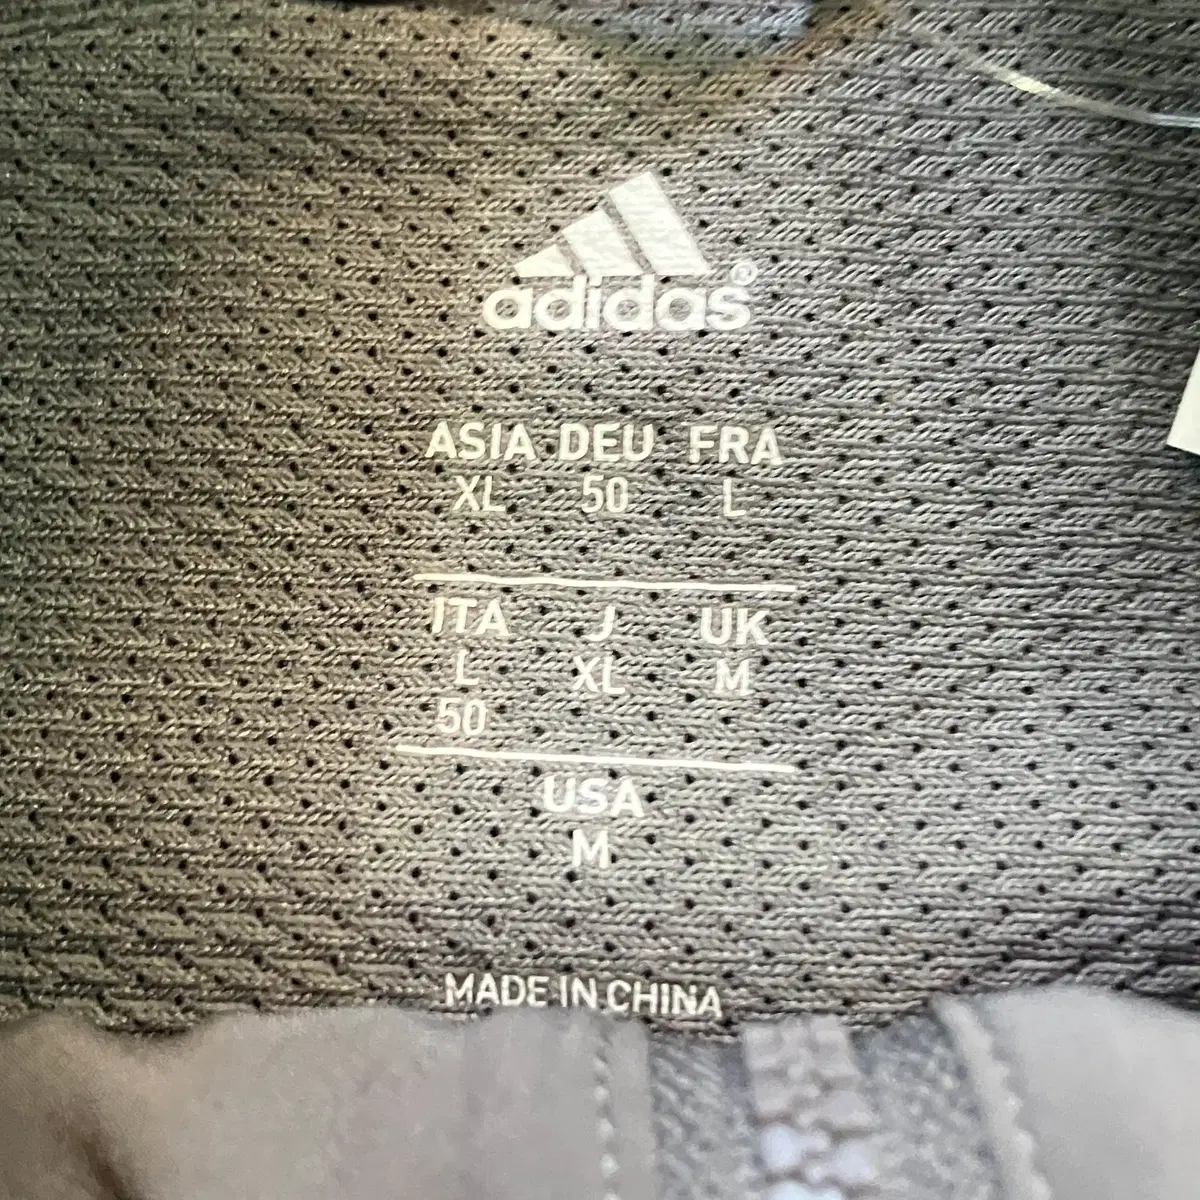 adidas®
ASIA DEU FRA
XL 50 L
ITA J UK
L XL M
50
USA
M
MADE IN CHINA